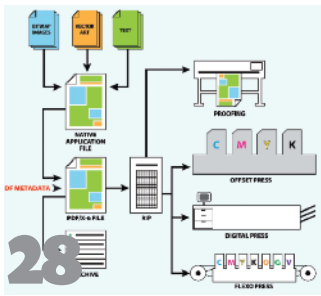 BITMAP
IMAGES
VECTOR
ART
TEXT
PROOFING
NATIVE
APPLICATION
FILE
C M Y K
OFFSET PRESS
DF METADATA
PDF/X-6 FILE
RIP
DIGITAL PRESS
28
CHIVE
C M Y K O G V
FLEXO PRESS